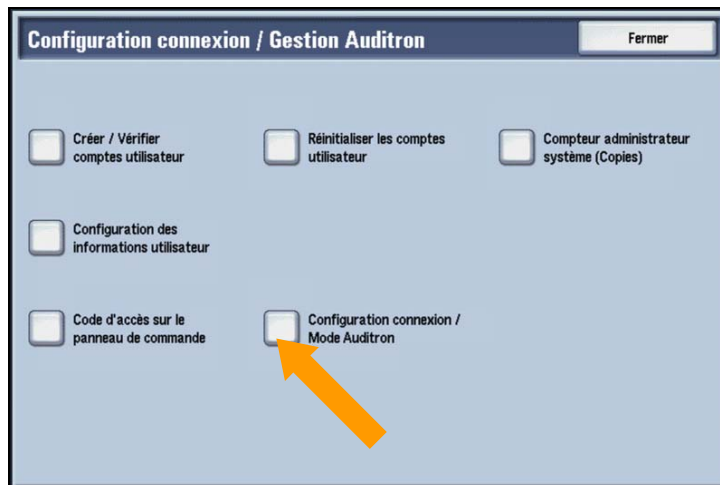 Configuration connexion / Gestion Auditron
Fermer
Créer / Vérifier
comptes utilisateur
Réinitialiser les comptes
utilisateur
Compteur administrateur
système (Copies)
Configuration des
informations utilisateur
Code d'accès sur le
panneau de commande
Configuration connexion /
Mode Auditron